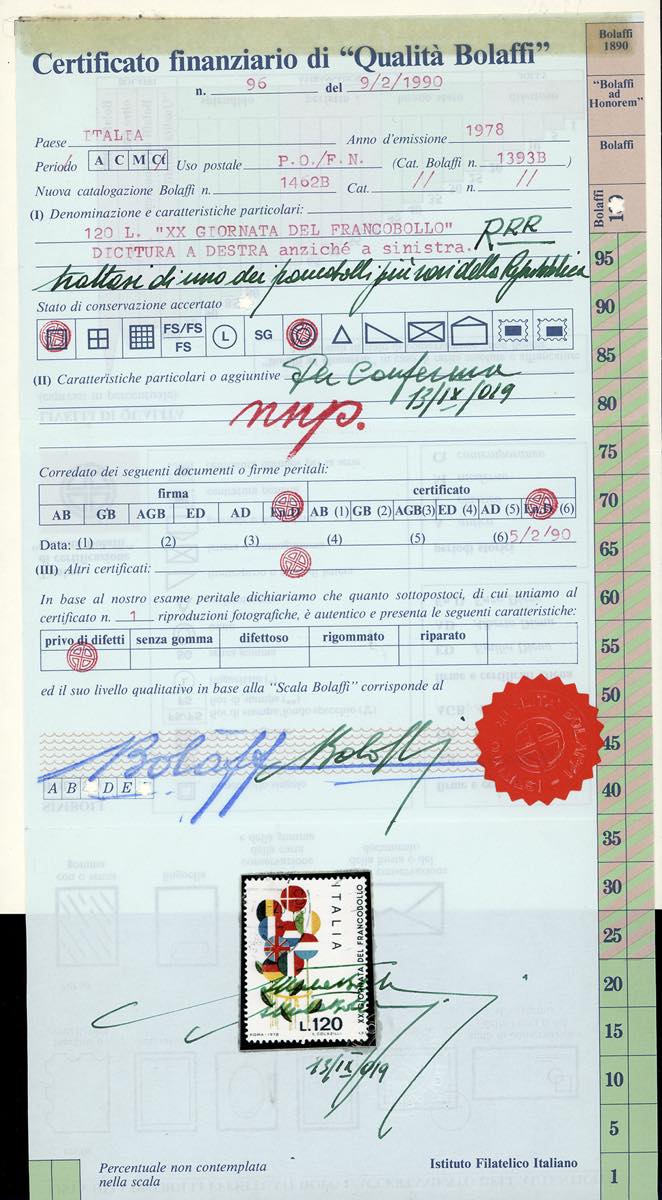 Certificato finanziario di “Qualità Bolaffi”
n. 96 del 9/2/1990
Paese ITALIA Anno d'emissione 1978
Periodo A C M Cı Uso postale P.O./F.N. (Cat. Bolaffi n. 1393B)
Nuova catalogazione Bolaffi n. 1462B Cat. // n. //
(I) Denominazione e caratteristiche particolari:
120 L. "XX GIORNATA DEL FRANCOBOLLO"
DICITURA A DESTRA anziché a sinistra. RRR
trattasi di uno dei francobolli più rari della Repubblica
Stato di conservazione accertato
FS/FS
FS
L
SG
(II) Caratteristiche particolari o aggiuntive Per Conferma
13/IX/019
nnp.
Corredato dei seguenti documenti o firme peritali:
firma certificato
AB GB AGB ED AD En/D AB (1) GB (2) AGB(3) ED (4) AD (5) En/D (6)
Data: (1) (2) (3) (4) (5) (6) 5/2/90
(III) Altri certificati:
In base al nostro esame peritale dichiariamo che quanto sottopostoci, di cui uniamo al
certificato n. 1 riproduzioni fotografiche, è autentico e presenta le seguenti caratteristiche:
privo di difetti senza gomma difettoso rigommato riparato
ed il suo livello qualitativo in base alla “Scala Bolaffi” corrisponde al
Bolaffi Bolaffi
A B D E
ITALIA
XX GIORNATA DEL FRANCOBOLLO
L.120
ROMA-1978
13/IX/019
Percentuale non contemplata
nella scala
Istituto Filatelico Italiano
Bolaffi
1890
"Bolaffi
ad
Honorem"
Bolaffi
Bolaffi
95
90
85
80
75
70
65
60
55
50
45
40
35
30
25
20
15
10
5
1